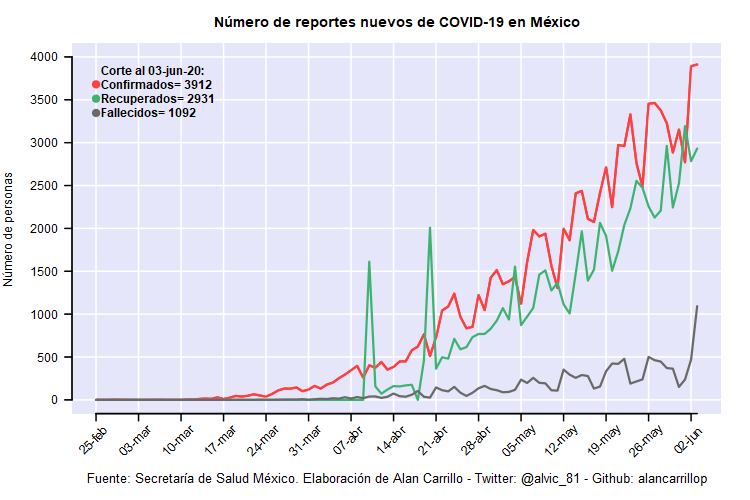 Número de reportes nuevos de COVID-19 en México
Corte al 03-jun-20:
Confirmados= 3912
Recuperados= 2931
Fallecidos= 1092
Número de personas
4000
3500
3000
2500
2000
1500
1000
500
0
25-feb
03-mar
10-mar
17-mar
24-mar
31-mar
07-abr
14-abr
21-abr
28-abr
05-may
12-may
19-may
26-may
02-jun
Fuente: Secretaría de Salud México. Elaboración de Alan Carrillo - Twitter: @alvic_81 - Github: alancarrillop